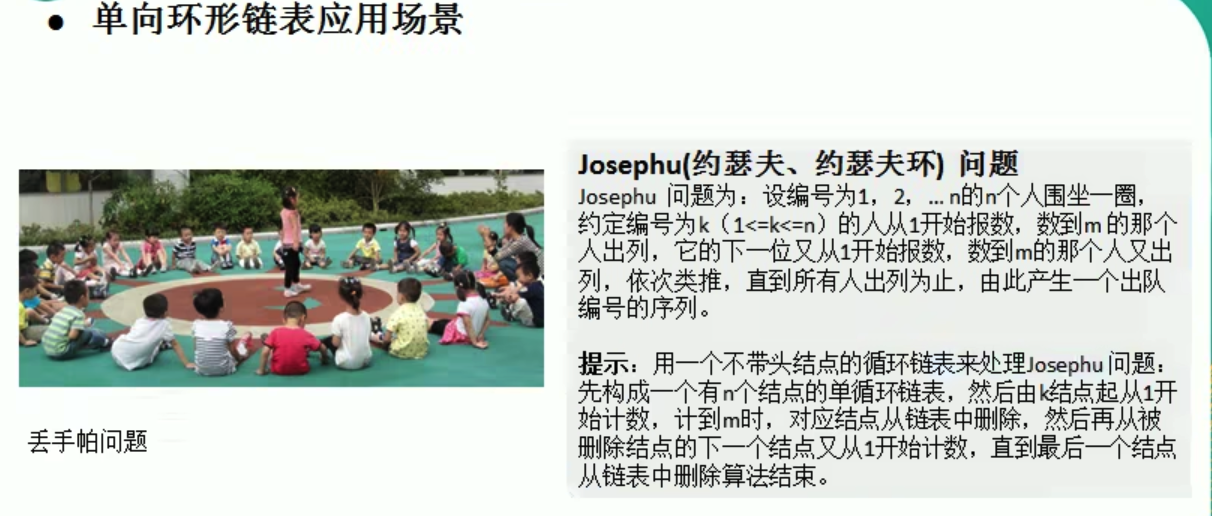 ● 单向环形链表应用场景
Josephu(约瑟夫、约瑟夫环) 问题
Josephu 问题为：设编号为1，2，… n的n个人围坐一圈，
约定编号为k（1<=k<=n）的人从1开始报数，数到m 的那个
人出列，它的下一位又从1开始报数，数到m的那个人又出
列，依次类推，直到所有人出列为止，由此产生一个出队
编号的序列。
提示：用一个不带头结点的循环链表来处理Josephu 问题：
先构成一个有n个结点的单循环链表，然后由k结点起从1开
始计数，计到m时，对应结点从链表中删除，然后再从被
删除结点的下一个结点又从1开始计数，直到最后一个结点
从链表中删除算法结束。
丢手帕问题